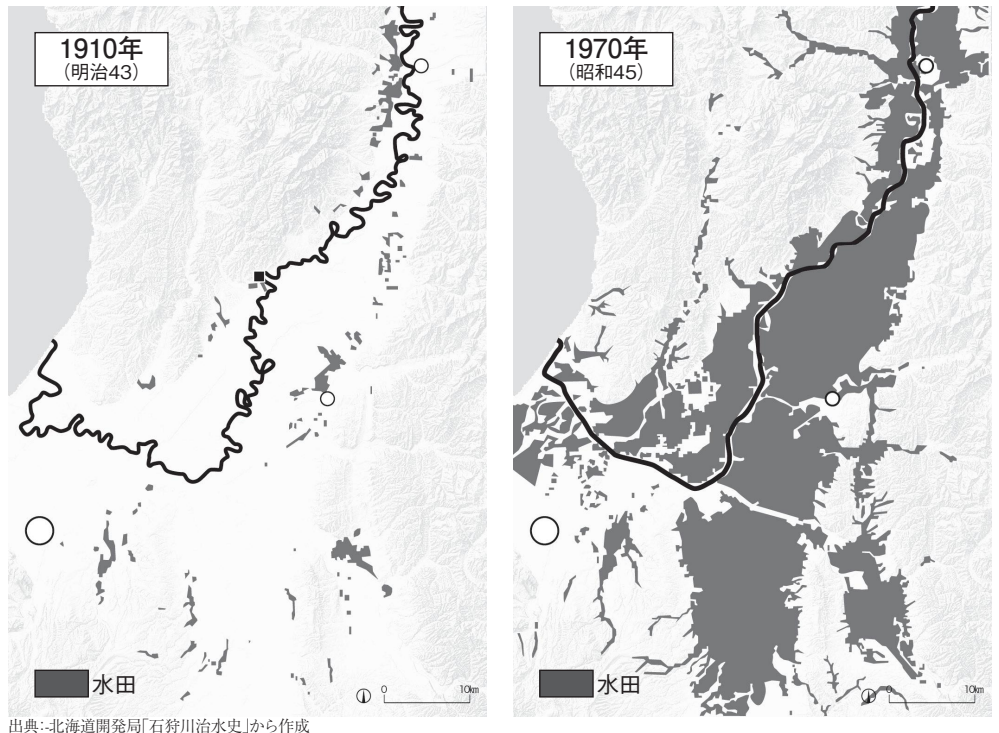 1910年
（明治43）
水田
0 10km
1970年
（昭和45）
水田
0 10km
出典：-北海道開発局「石狩川治水史」から作成